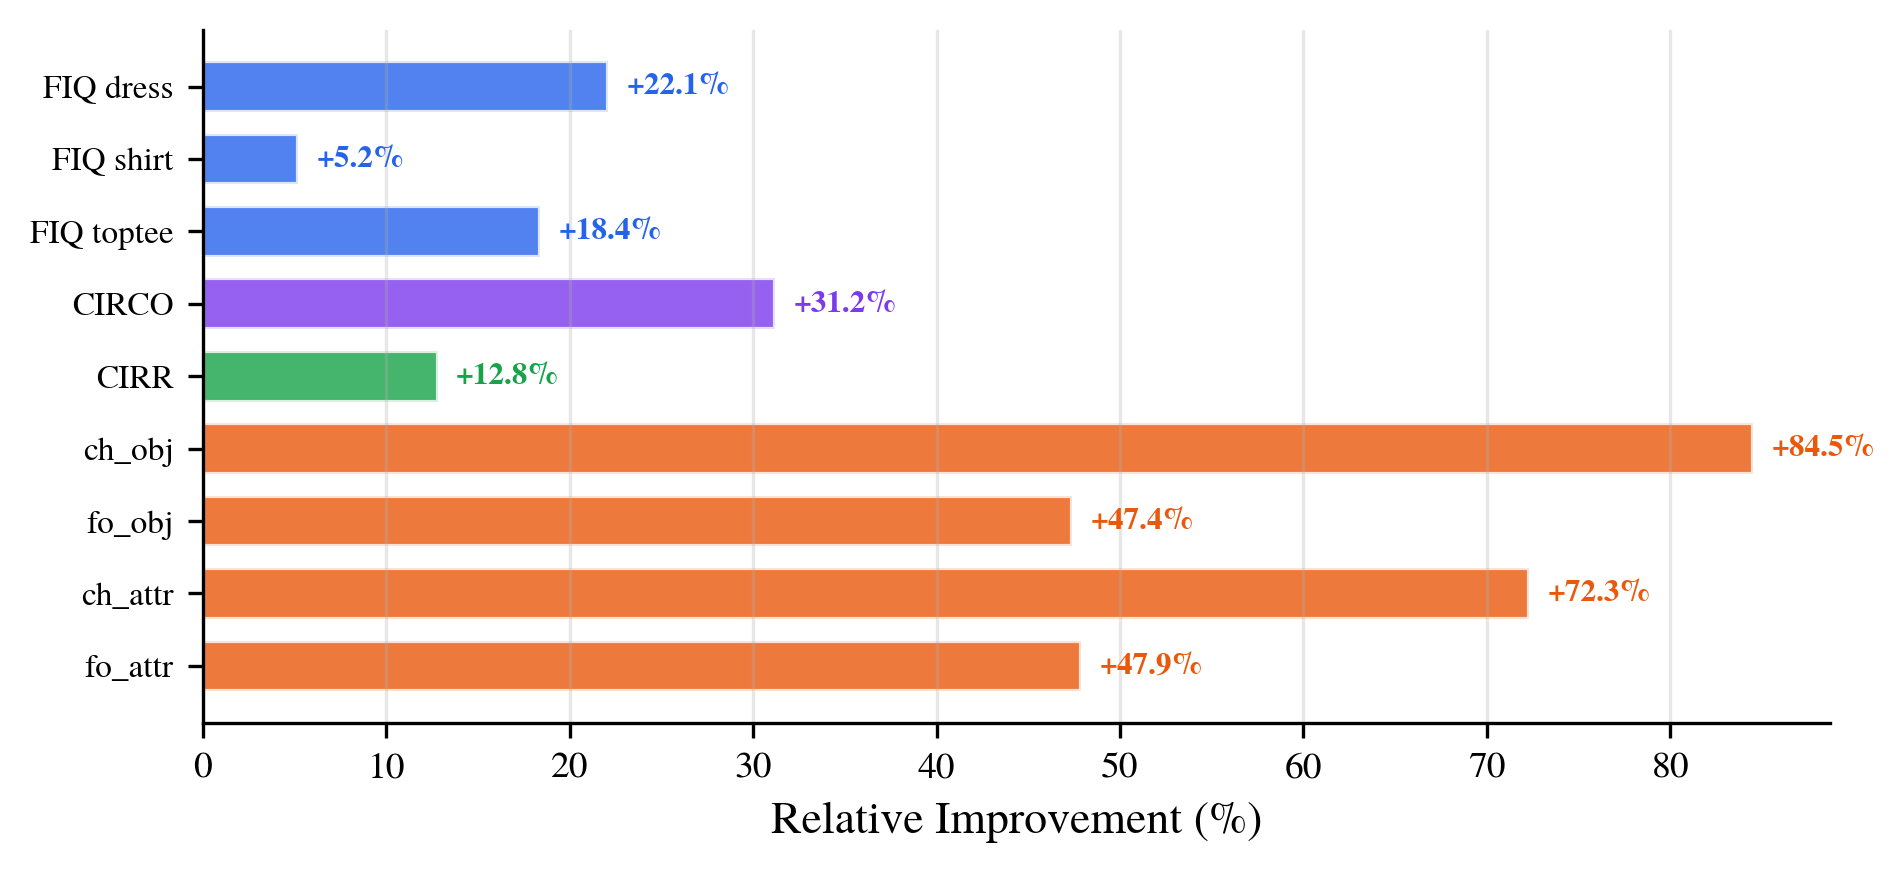 FIQ dress +22.1%
FIQ shirt +5.2%
FIQ toptee +18.4%
CIRCO +31.2%
CIRR +12.8%
ch_obj +84.5%
fo_obj +47.4%
ch_attr +72.3%
fo_attr +47.9%
0 10 20 30 40 50 60 70 80
Relative Improvement (%)